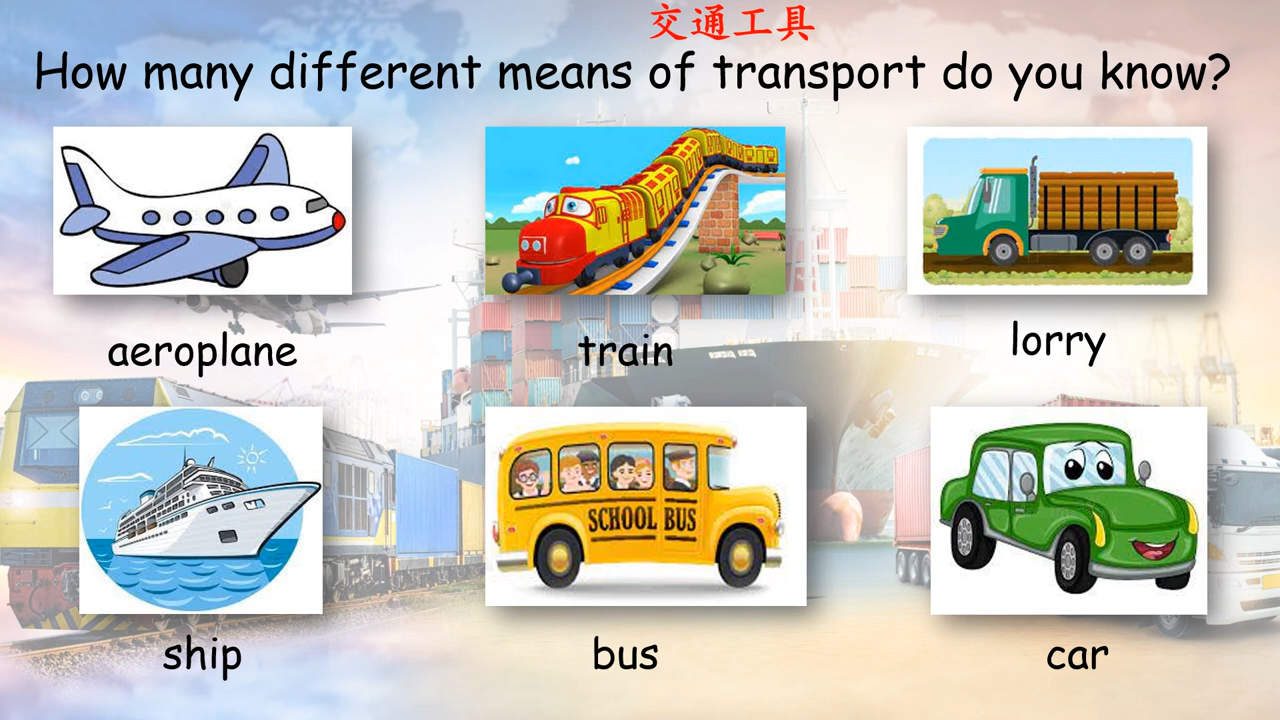 交通工具
How many different means of transport do you know?
aeroplane
train
lorry
SCHOOL BUS
ship
bus
car